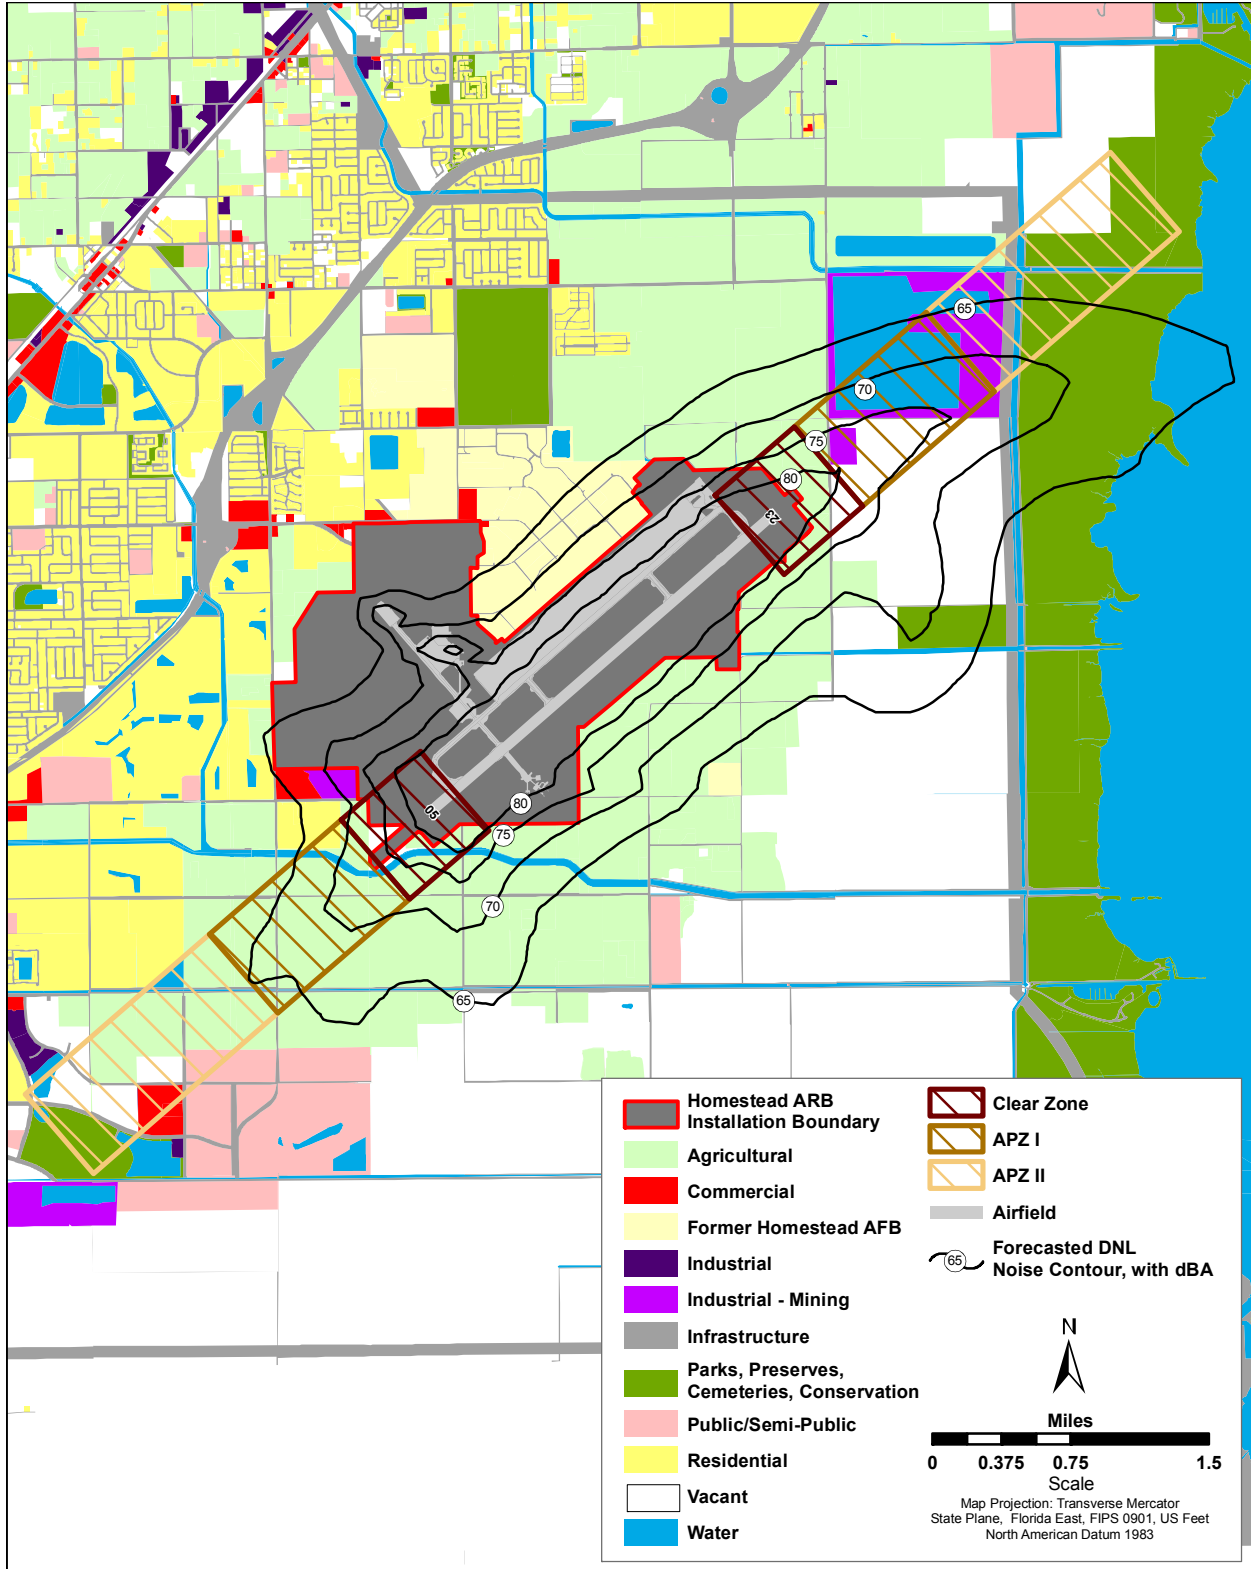 65
70
75
80
23
05
80
75
70
65
Homestead ARB
Installation Boundary
Agricultural
Commercial
Former Homestead AFB
Industrial
Industrial - Mining
Infrastructure
Parks, Preserves,
Cemeteries, Conservation
Public/Semi-Public
Residential
Vacant
Water
Clear Zone
APZ I
APZ II
Airfield
65
Forecasted DNL
Noise Contour, with dBA
N
Miles
0 0.375 0.75 1.5
Scale
Map Projection: Transverse Mercator
State Plane, Florida East, FIPS 0901, US Feet
North American Datum 1983